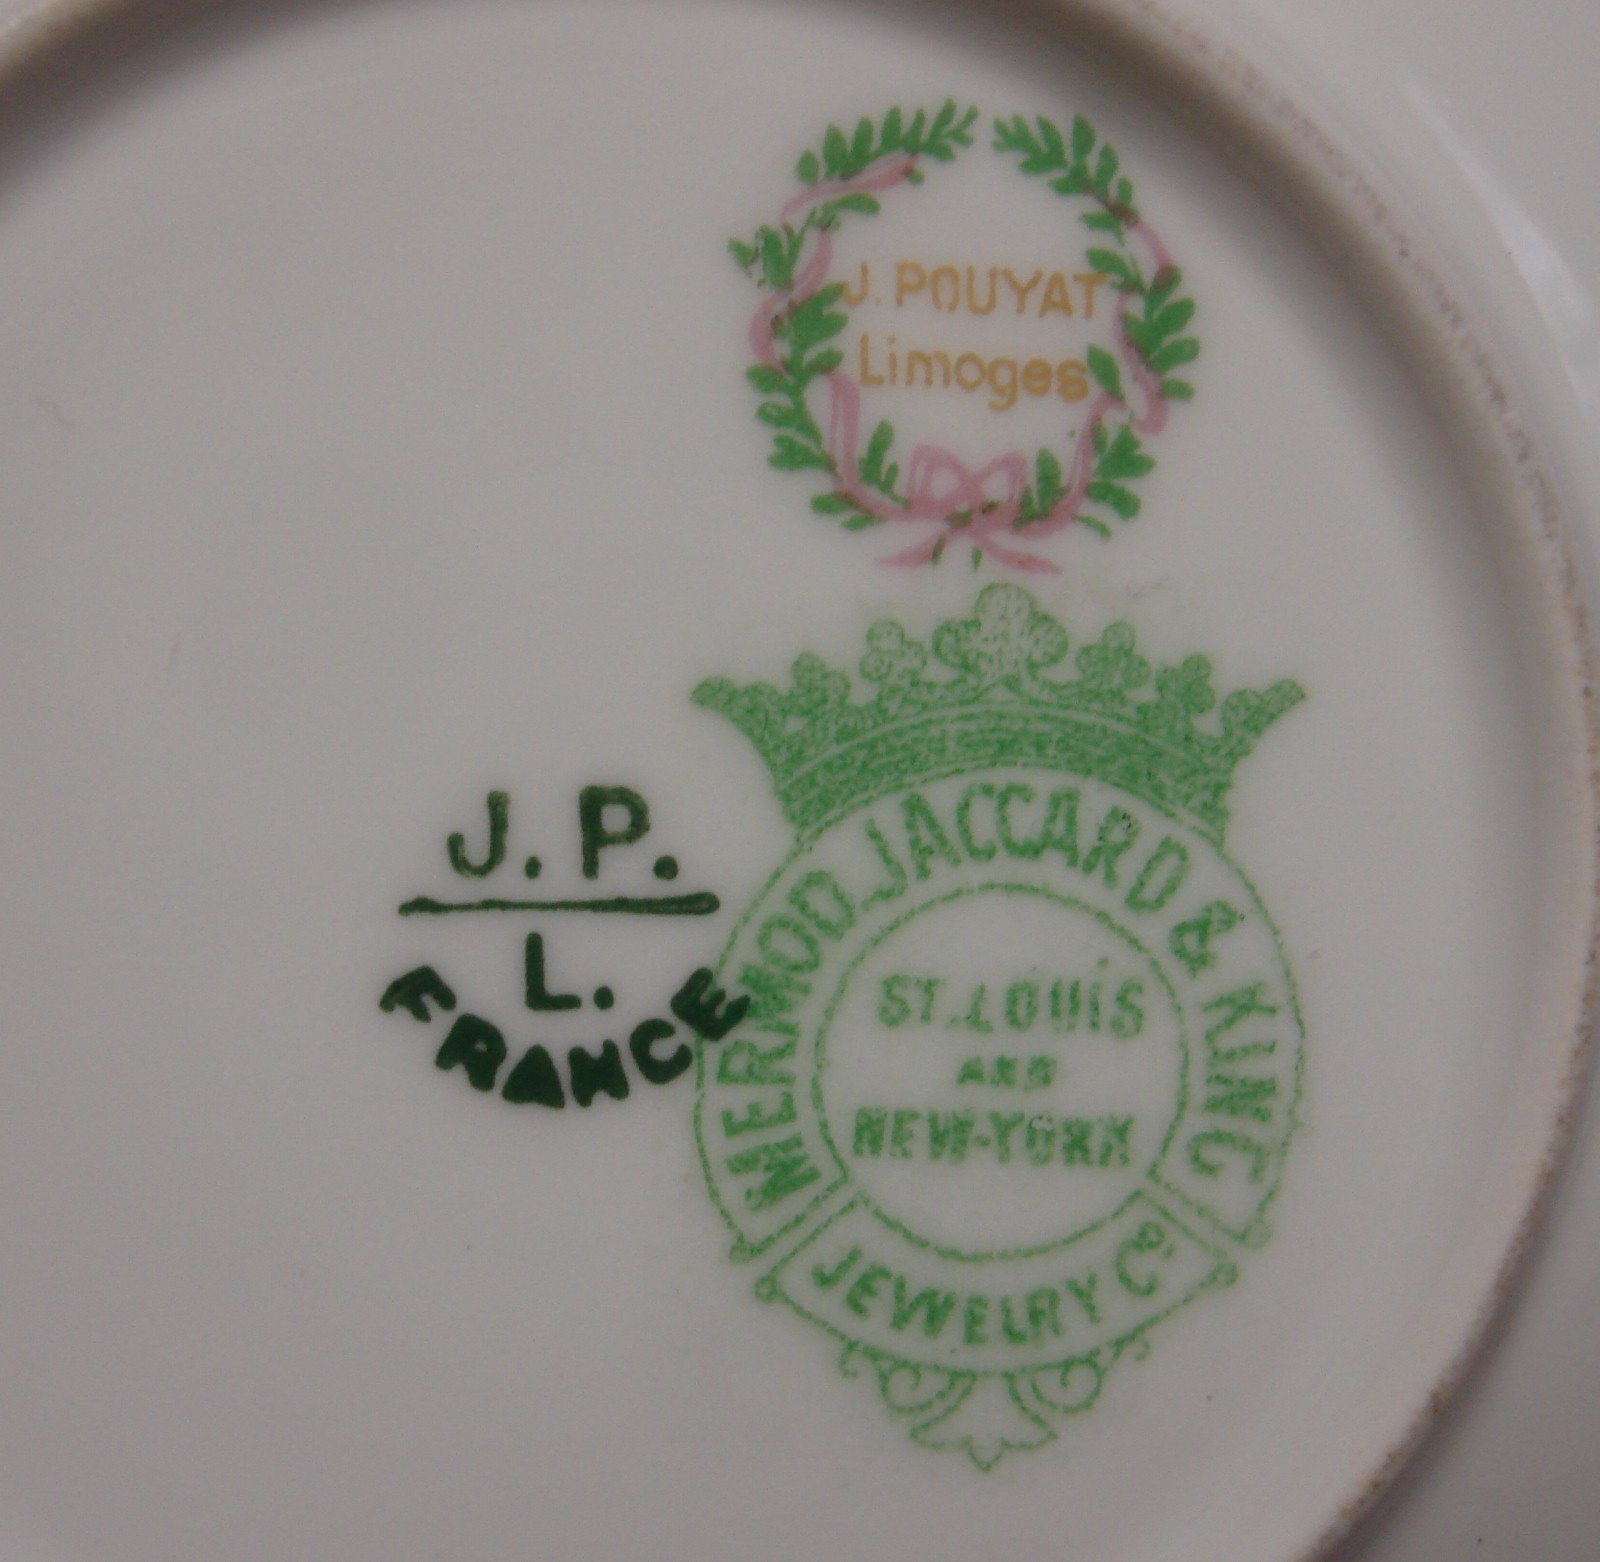 J. POUYAT
Limoges
J. P.
L.
FRANCE
MERMOD JACCARD & KING
ST. LOUIS
AND
NEW-YORK
JEWELRY Cº